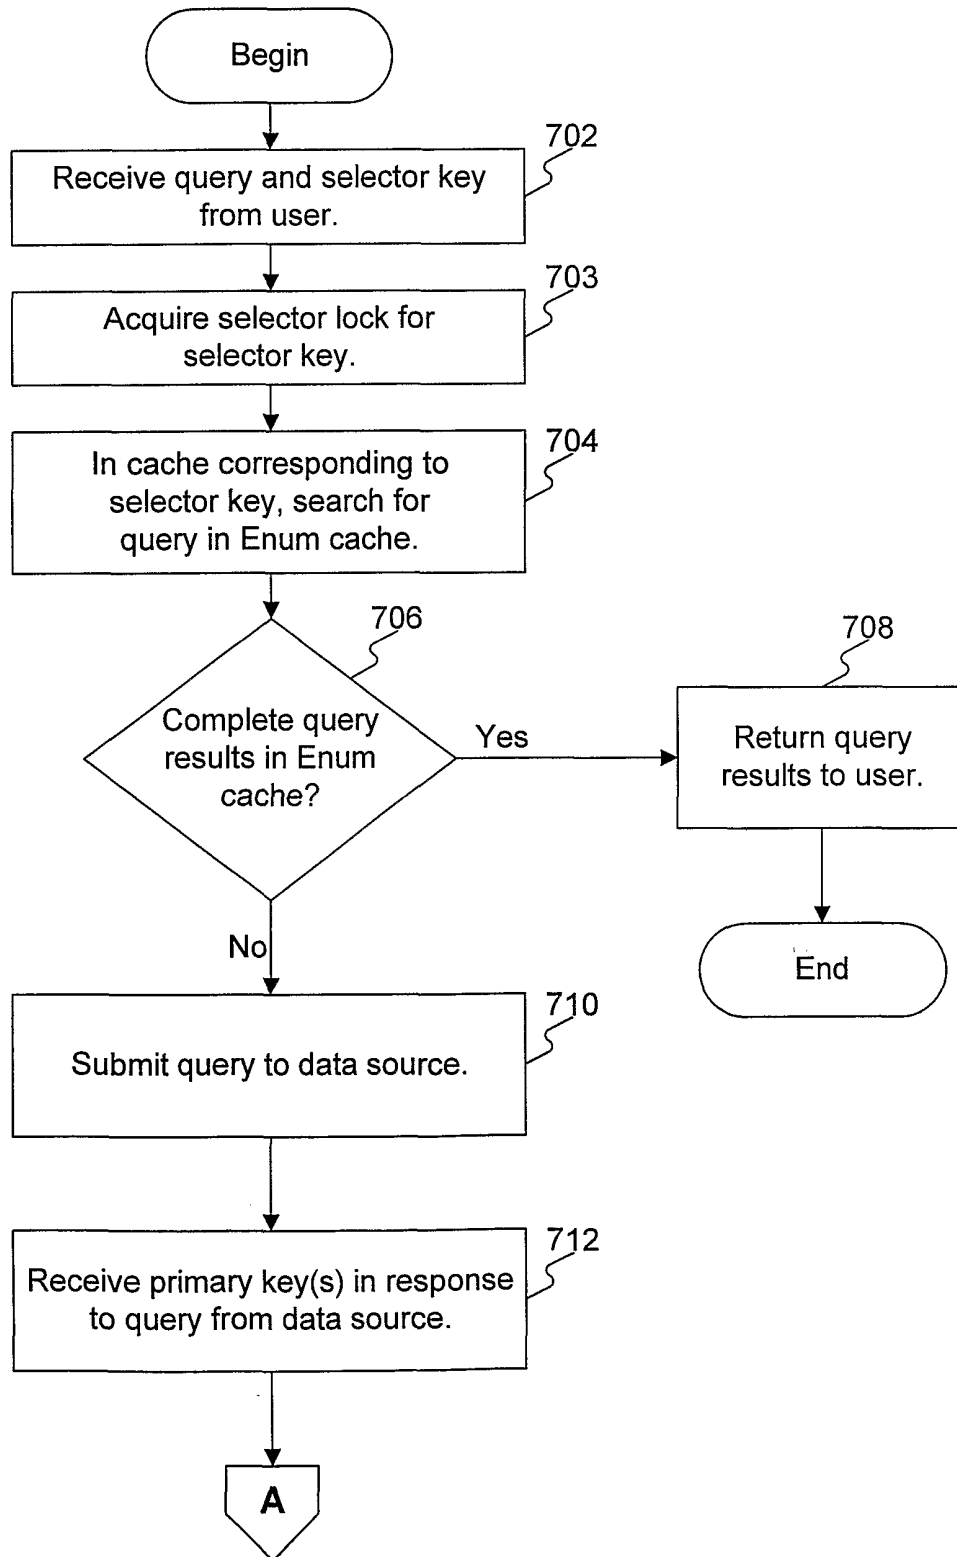 Begin
702
Receive query and selector key
from user.
703
Acquire selector lock for
selector key.
704
In cache corresponding to
selector key, search for
query in Enum cache.
706
Complete query
results in Enum
cache?
Yes
708
Return query
results to user.
End
No
710
Submit query to data source.
712
Receive primary key(s) in response
to query from data source.
A